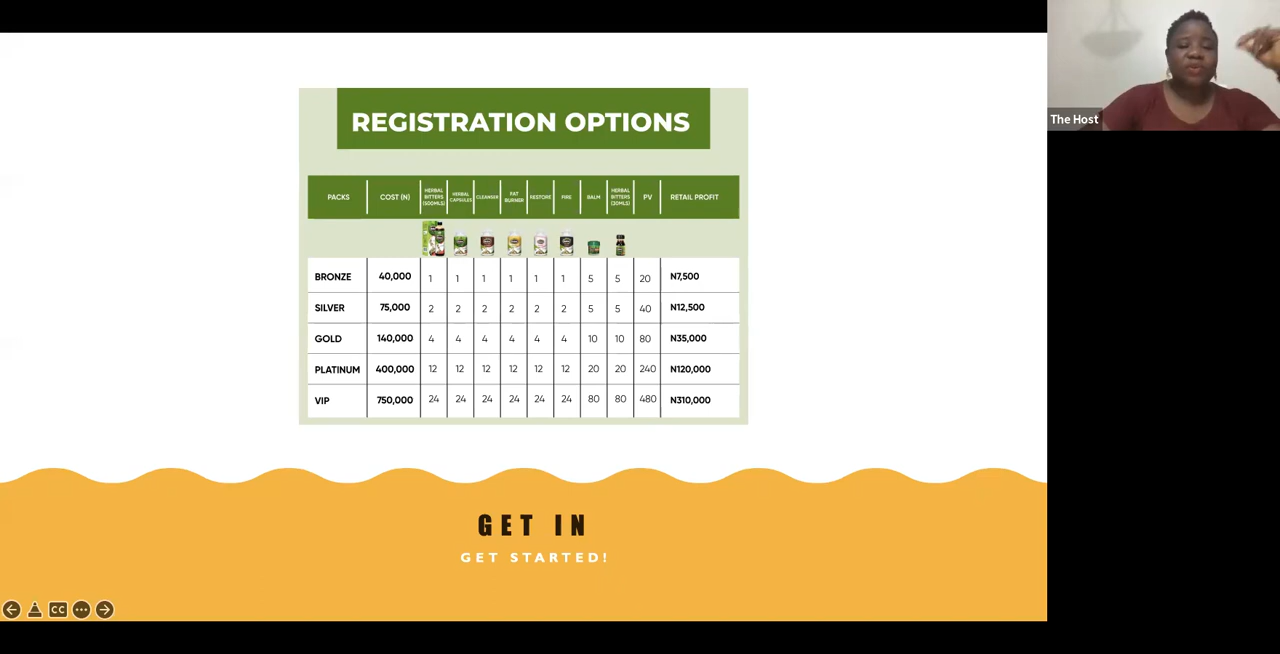 The Host
REGISTRATION OPTIONS
PACKS COST (N) HERBAL BITTERS (500MLS) HERBAL CAPSULES CLEANSER FAT BURNER RESTORE FIRE BALM HERBAL BITTERS (30MLS) PV RETAIL PROFIT
BRONZE 40,000 1 1 1 1 1 1 5 5 20 N7,500
SILVER 75,000 2 2 2 2 2 2 5 5 40 N12,500
GOLD 140,000 4 4 4 4 4 4 10 10 80 N35,000
PLATINUM 400,000 12 12 12 12 12 12 20 20 240 N120,000
VIP 750,000 24 24 24 24 24 24 80 80 480 N310,000
GET IN
GET STARTED!
CC